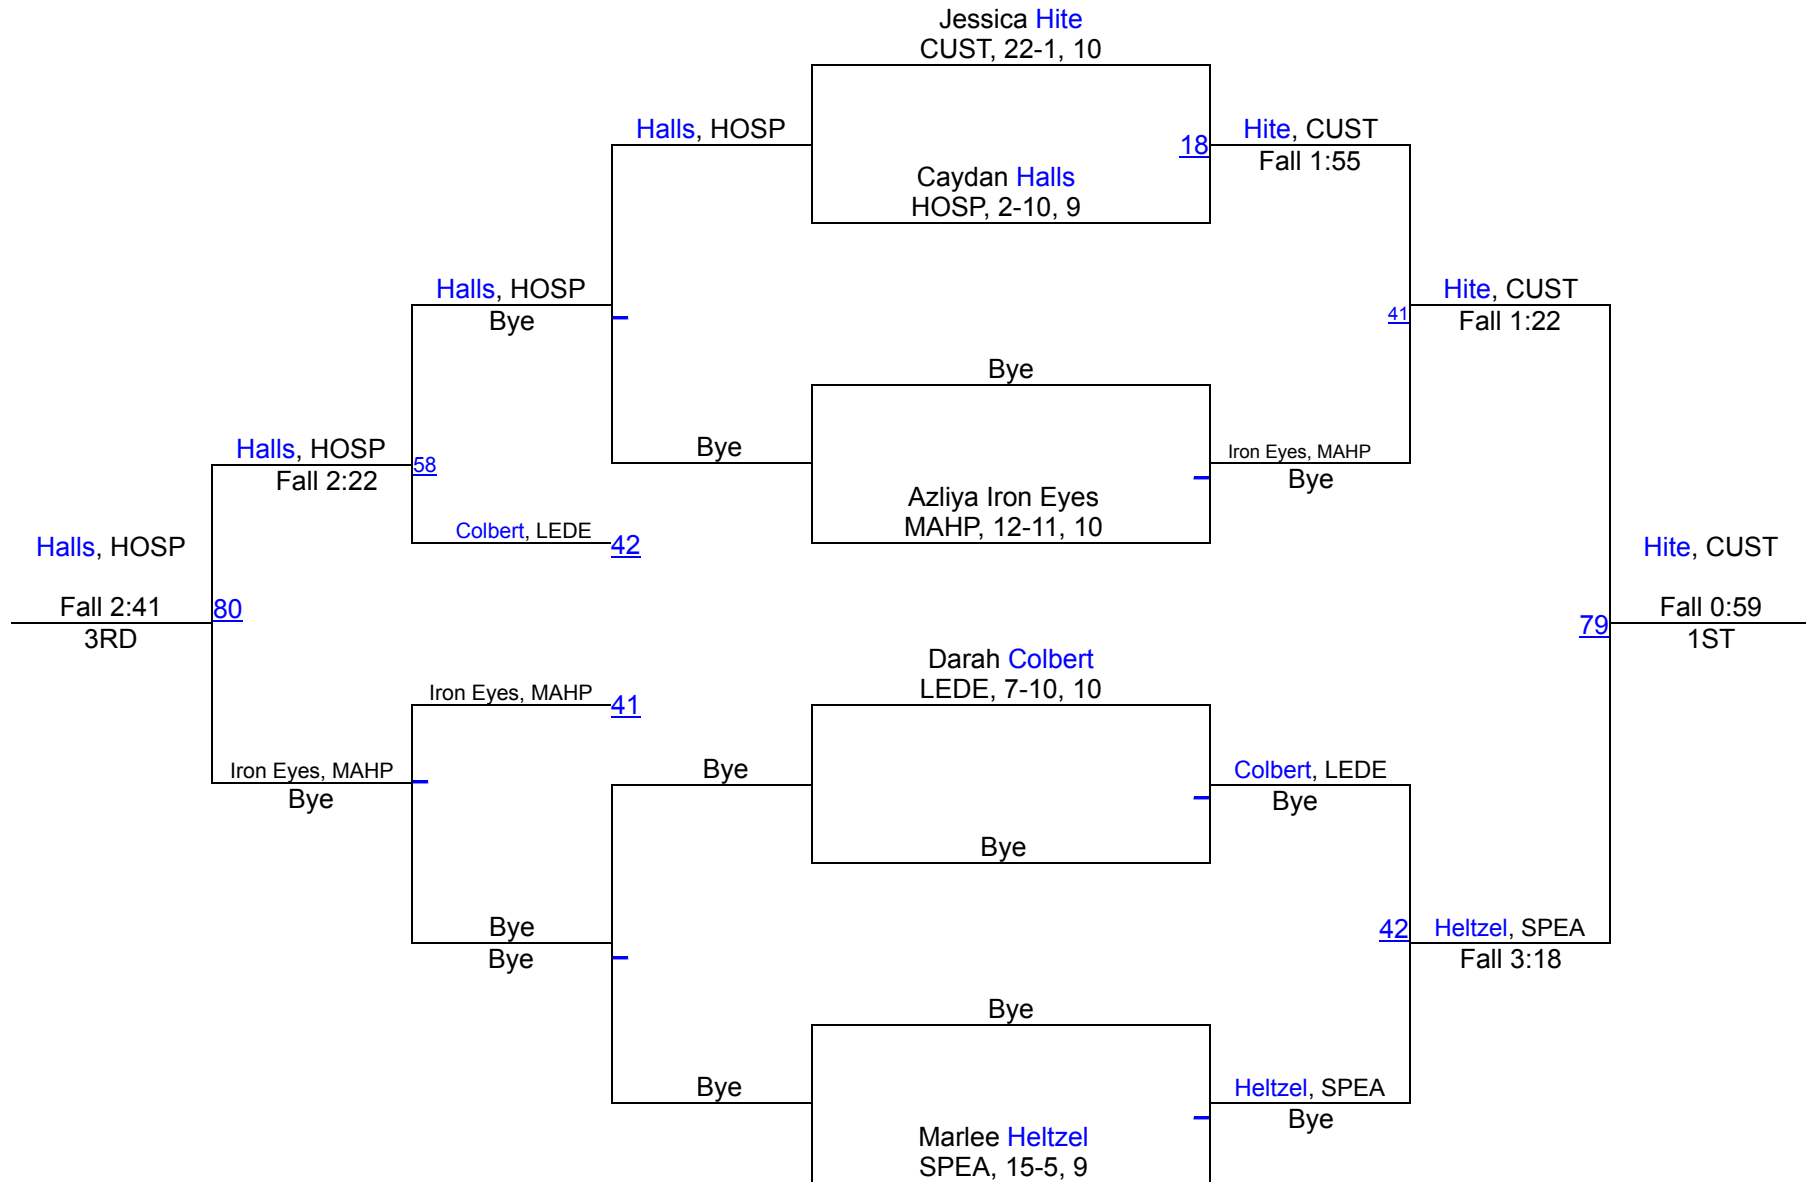 Jessica Hite
CUST, 22-1, 10
Halls, HOSP
18
Hite, CUST
Fall 1:55
Caydan Halls
HOSP, 2-10, 9
Halls, HOSP
Bye
41
Hite, CUST
Fall 1:22
Bye
Halls, HOSP
Fall 2:22
58
Bye
Iron Eyes, MAHP
Bye
Azliya Iron Eyes
MAHP, 12-11, 10
Colbert, LEDE
42
Halls, HOSP
Fall 2:41
3RD
80
Hite, CUST
Fall 0:59
1ST
79
Darah Colbert
LEDE, 7-10, 10
Iron Eyes, MAHP
41
Iron Eyes, MAHP
Bye
Bye
Colbert, LEDE
Bye
Bye
Bye
Bye
42
Heltzel, SPEA
Fall 3:18
Bye
Bye
Heltzel, SPEA
Bye
Marlee Heltzel
SPEA, 15-5, 9